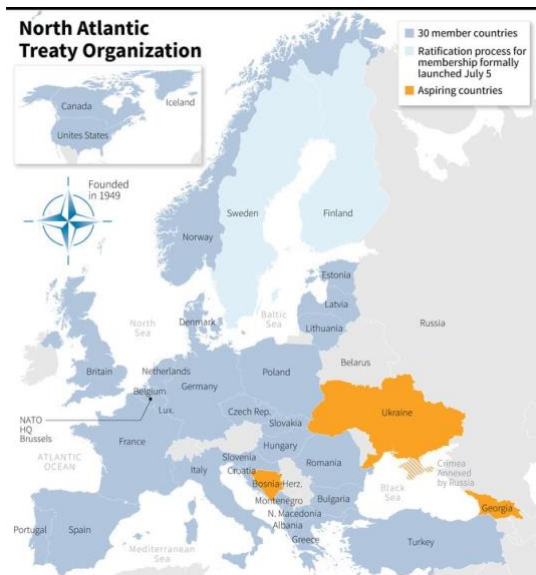 North Atlantic
Treaty Organization
30 member countries
Ratification process for
membership formally
launched July 5
Aspiring countries
Canada
Iceland
United States
Founded
in 1949
Sweden
Finland
Norway
Estonia
Latvia
Lithuania
Russia
North
Sea
Denmark
Baltic
Sea
Belarus
Britain
Netherlands
Belgium
Germany
Poland
Lux.
Ukraine
NATO
HQ
Brussels
Czech Rep.
Slovakia
France
Hungary
ATLANTIC
OCEAN
Slovenia
Croatia
Italy
Romania
Crimea
Annexed
by Russia
Bosnia-Herz.
Black
Sea
Montenegro
Bulgaria
Georgia
N. Macedonia
Albania
Portugal
Spain
Greece
Turkey
Mediterranean
Sea